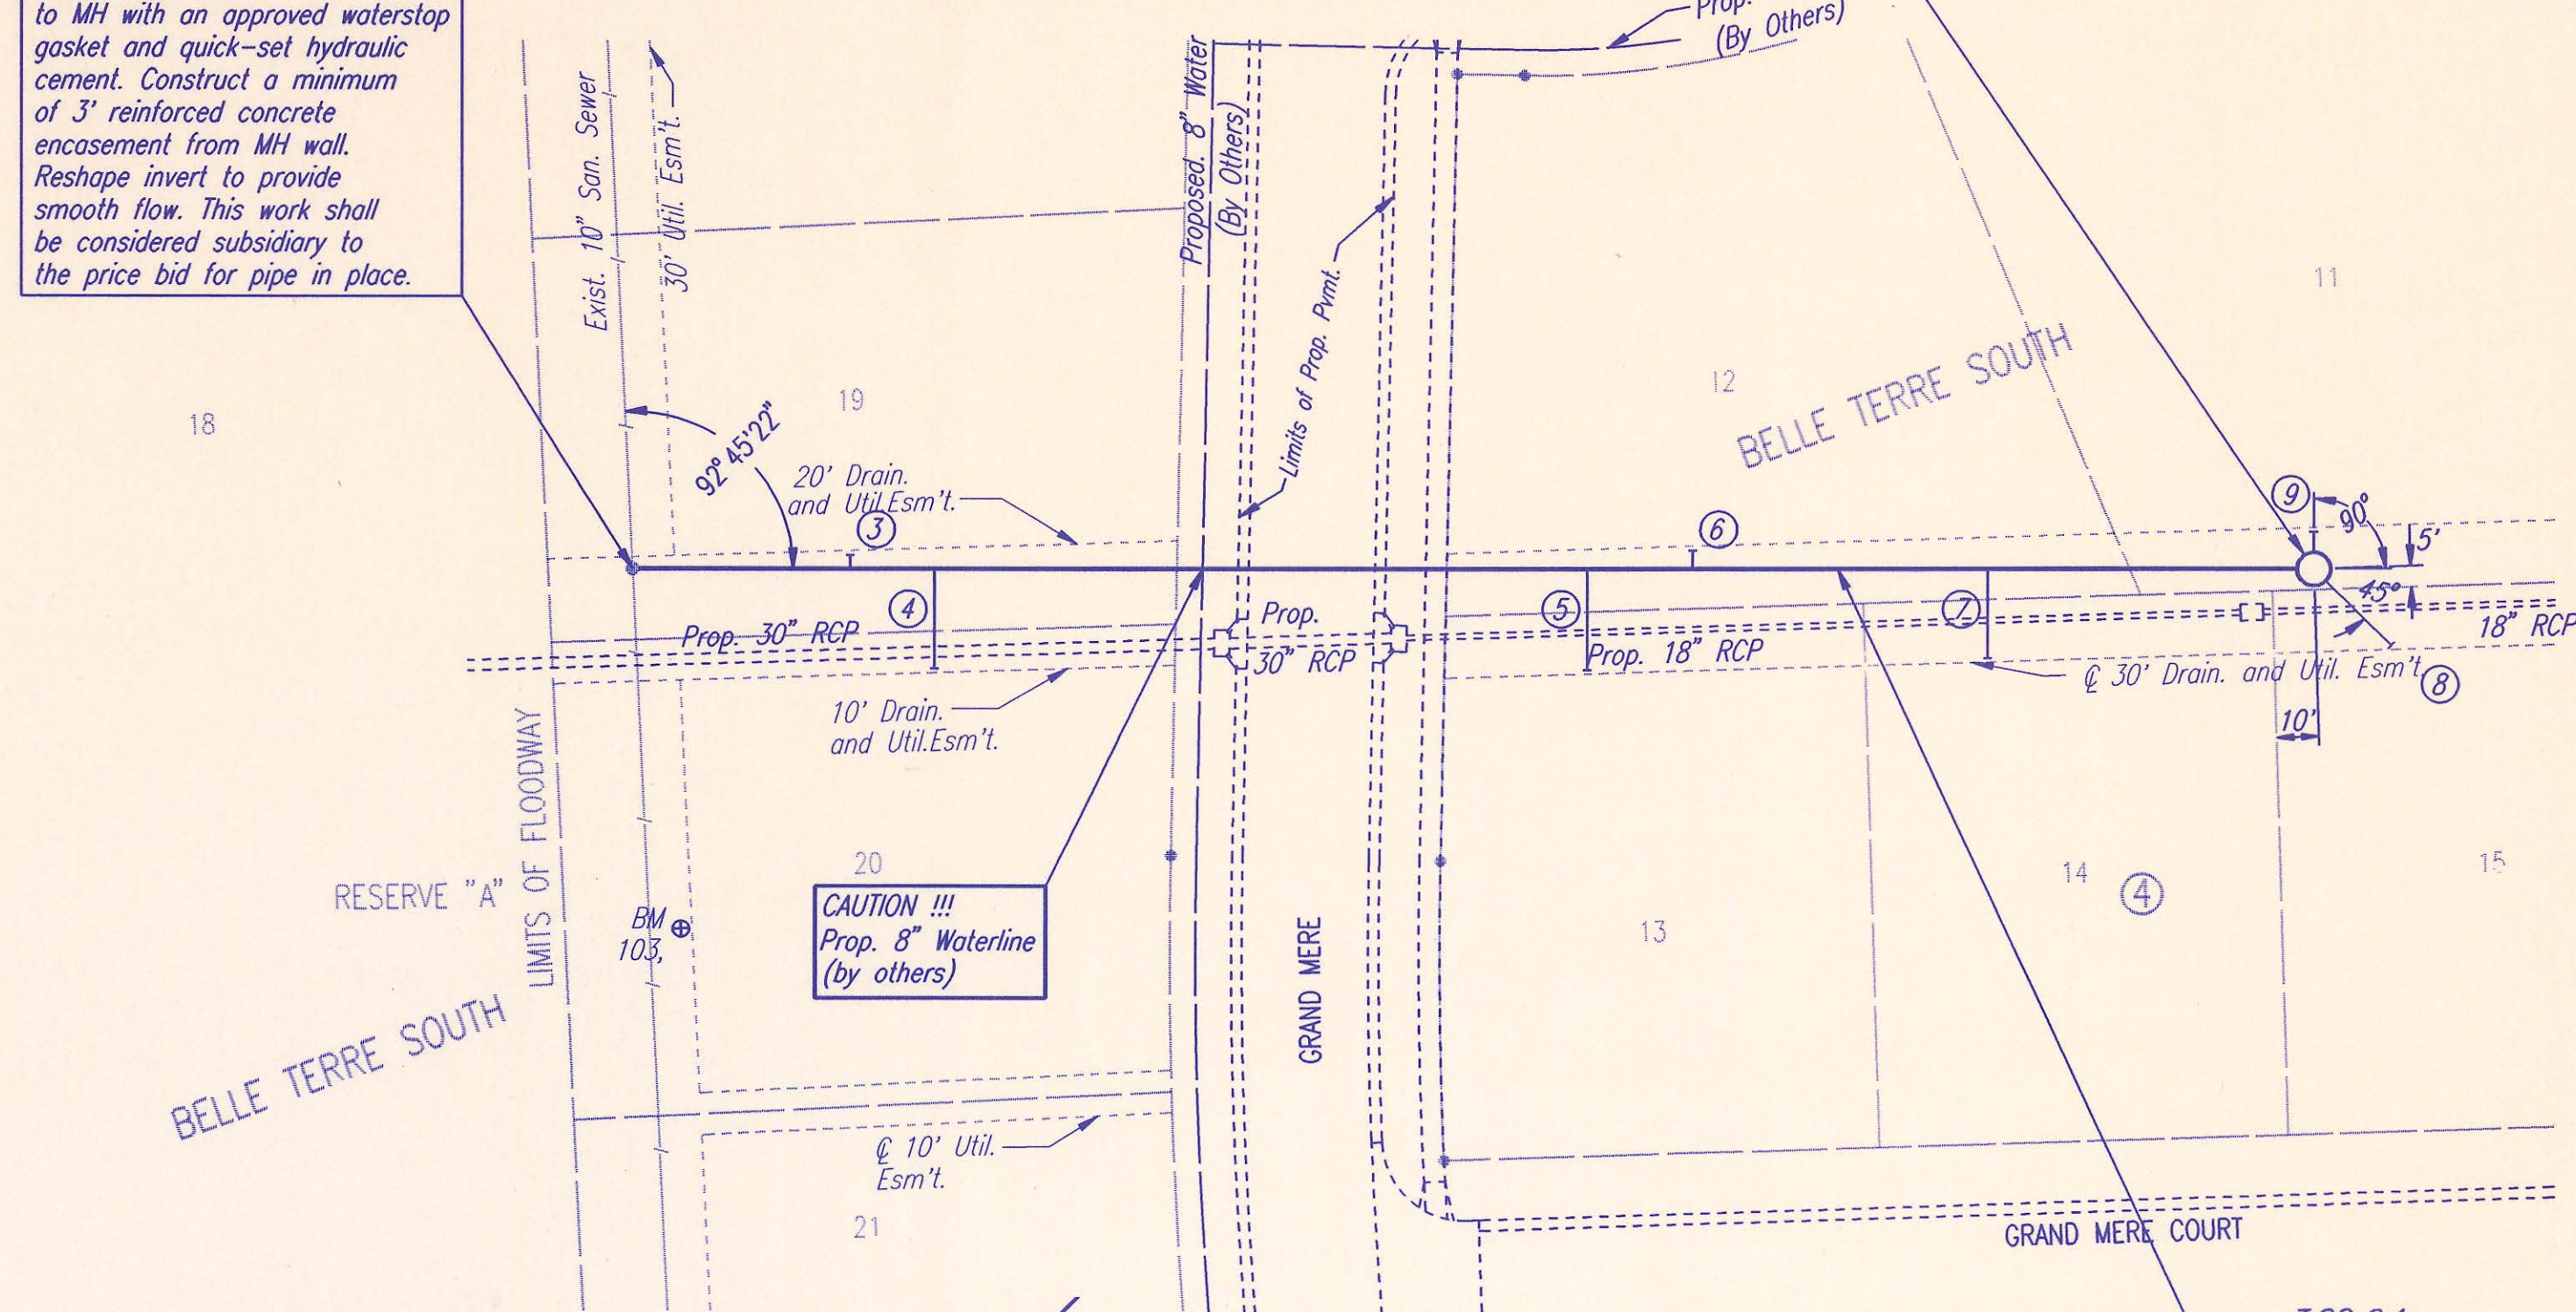 to MH with an approved waterstop
gasket and quick-set hydraulic
cement. Construct a minimum
of 3' reinforced concrete
encasement from MH wall.
Reshape invert to provide
smooth flow. This work shall
be considered subsidiary to
the price bid for pipe in place.
Exist. 10" San. Sewer
30' Util. Esm't.
Proposed. 8" Water
(By Others)
Prop.
(By Others)
Limits of Prop. Pvmt.
11
12
BELLE TERRE SOUTH
18
19
92° 45'22"
20' Drain.
and Util.Esm't.
3
6
9
90°
5'
45°
4
5
7
Prop. 30" RCP
Prop.
30" RCP
Prop. 18" RCP
18" RCP
℄ 30' Drain. and Util. Esm't.
8
10'
10' Drain.
and Util.Esm't.
LIMITS OF FLOODWAY
RESERVE "A"
20
CAUTION !!!
Prop. 8" Waterline
(by others)
BM
103,
GRAND MERE
13
14
4
15
BELLE TERRE SOUTH
℄ 10' Util.
Esm't.
21
GRAND MERE COURT